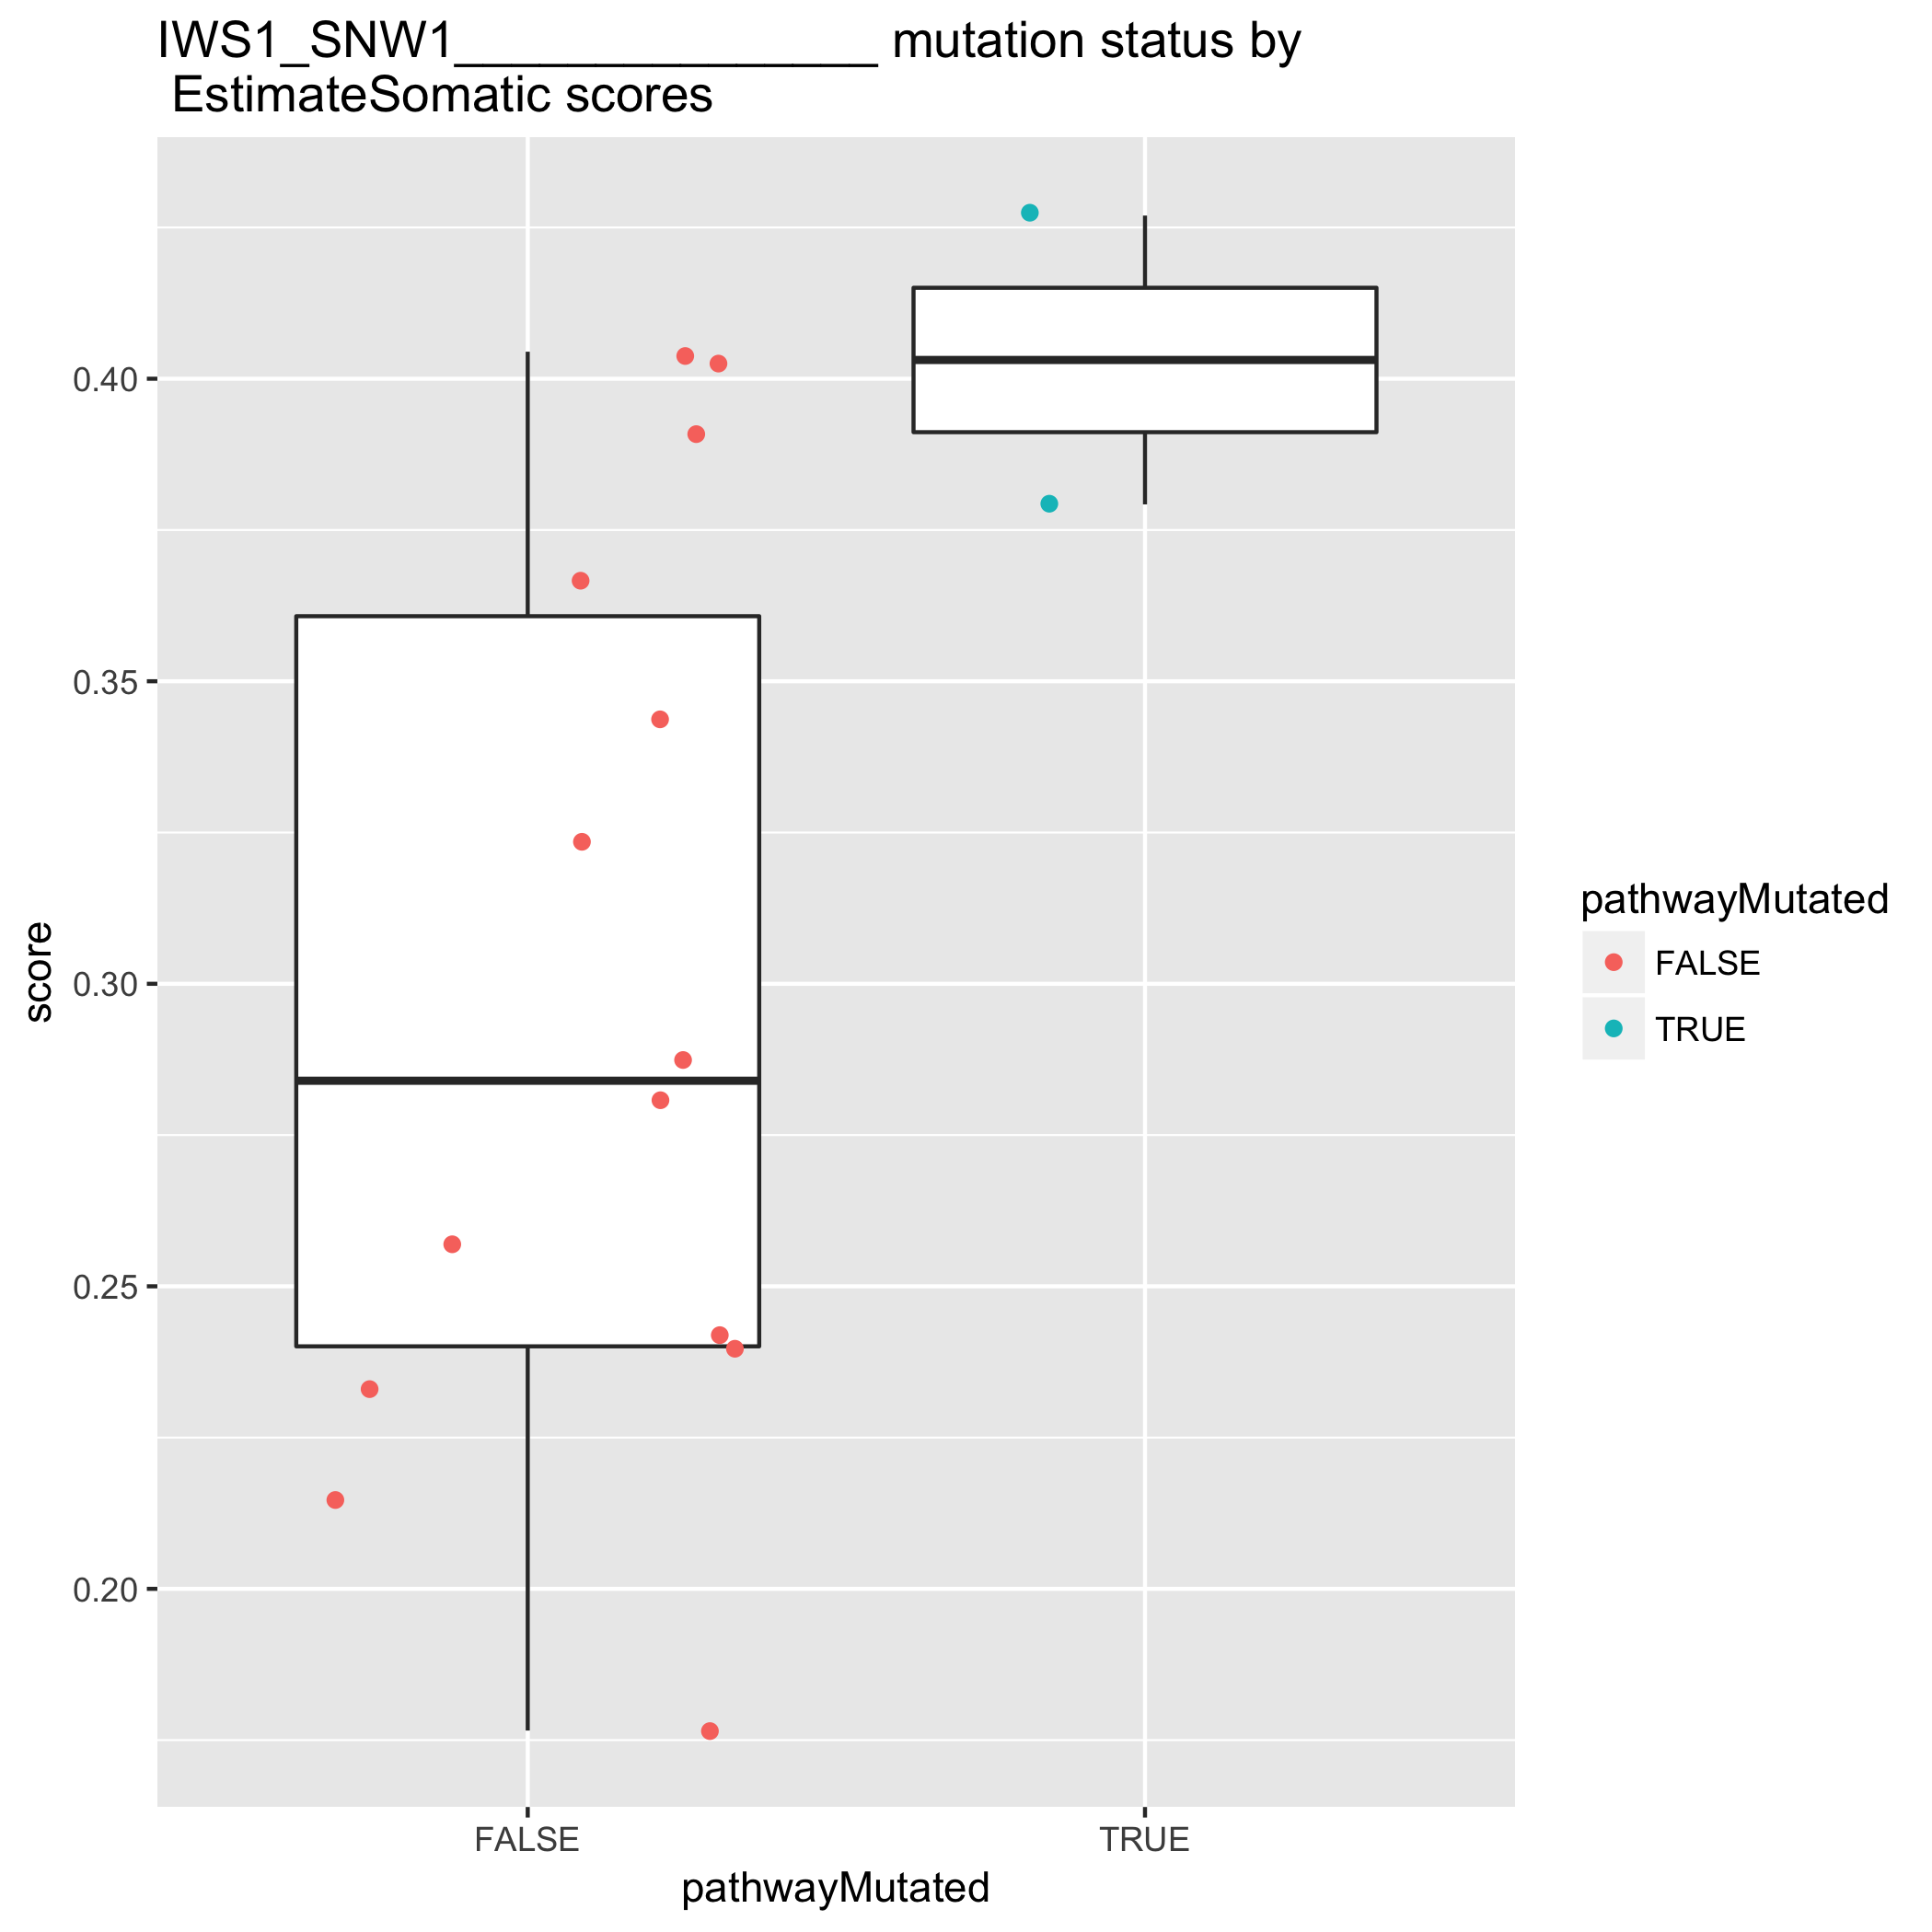 IWS1_SNW1_______________ mutation status by
EstimateSomatic scores
0.40
0.35
0.30
0.25
0.20
score
FALSE
TRUE
pathwayMutated
pathwayMutated
FALSE
TRUE